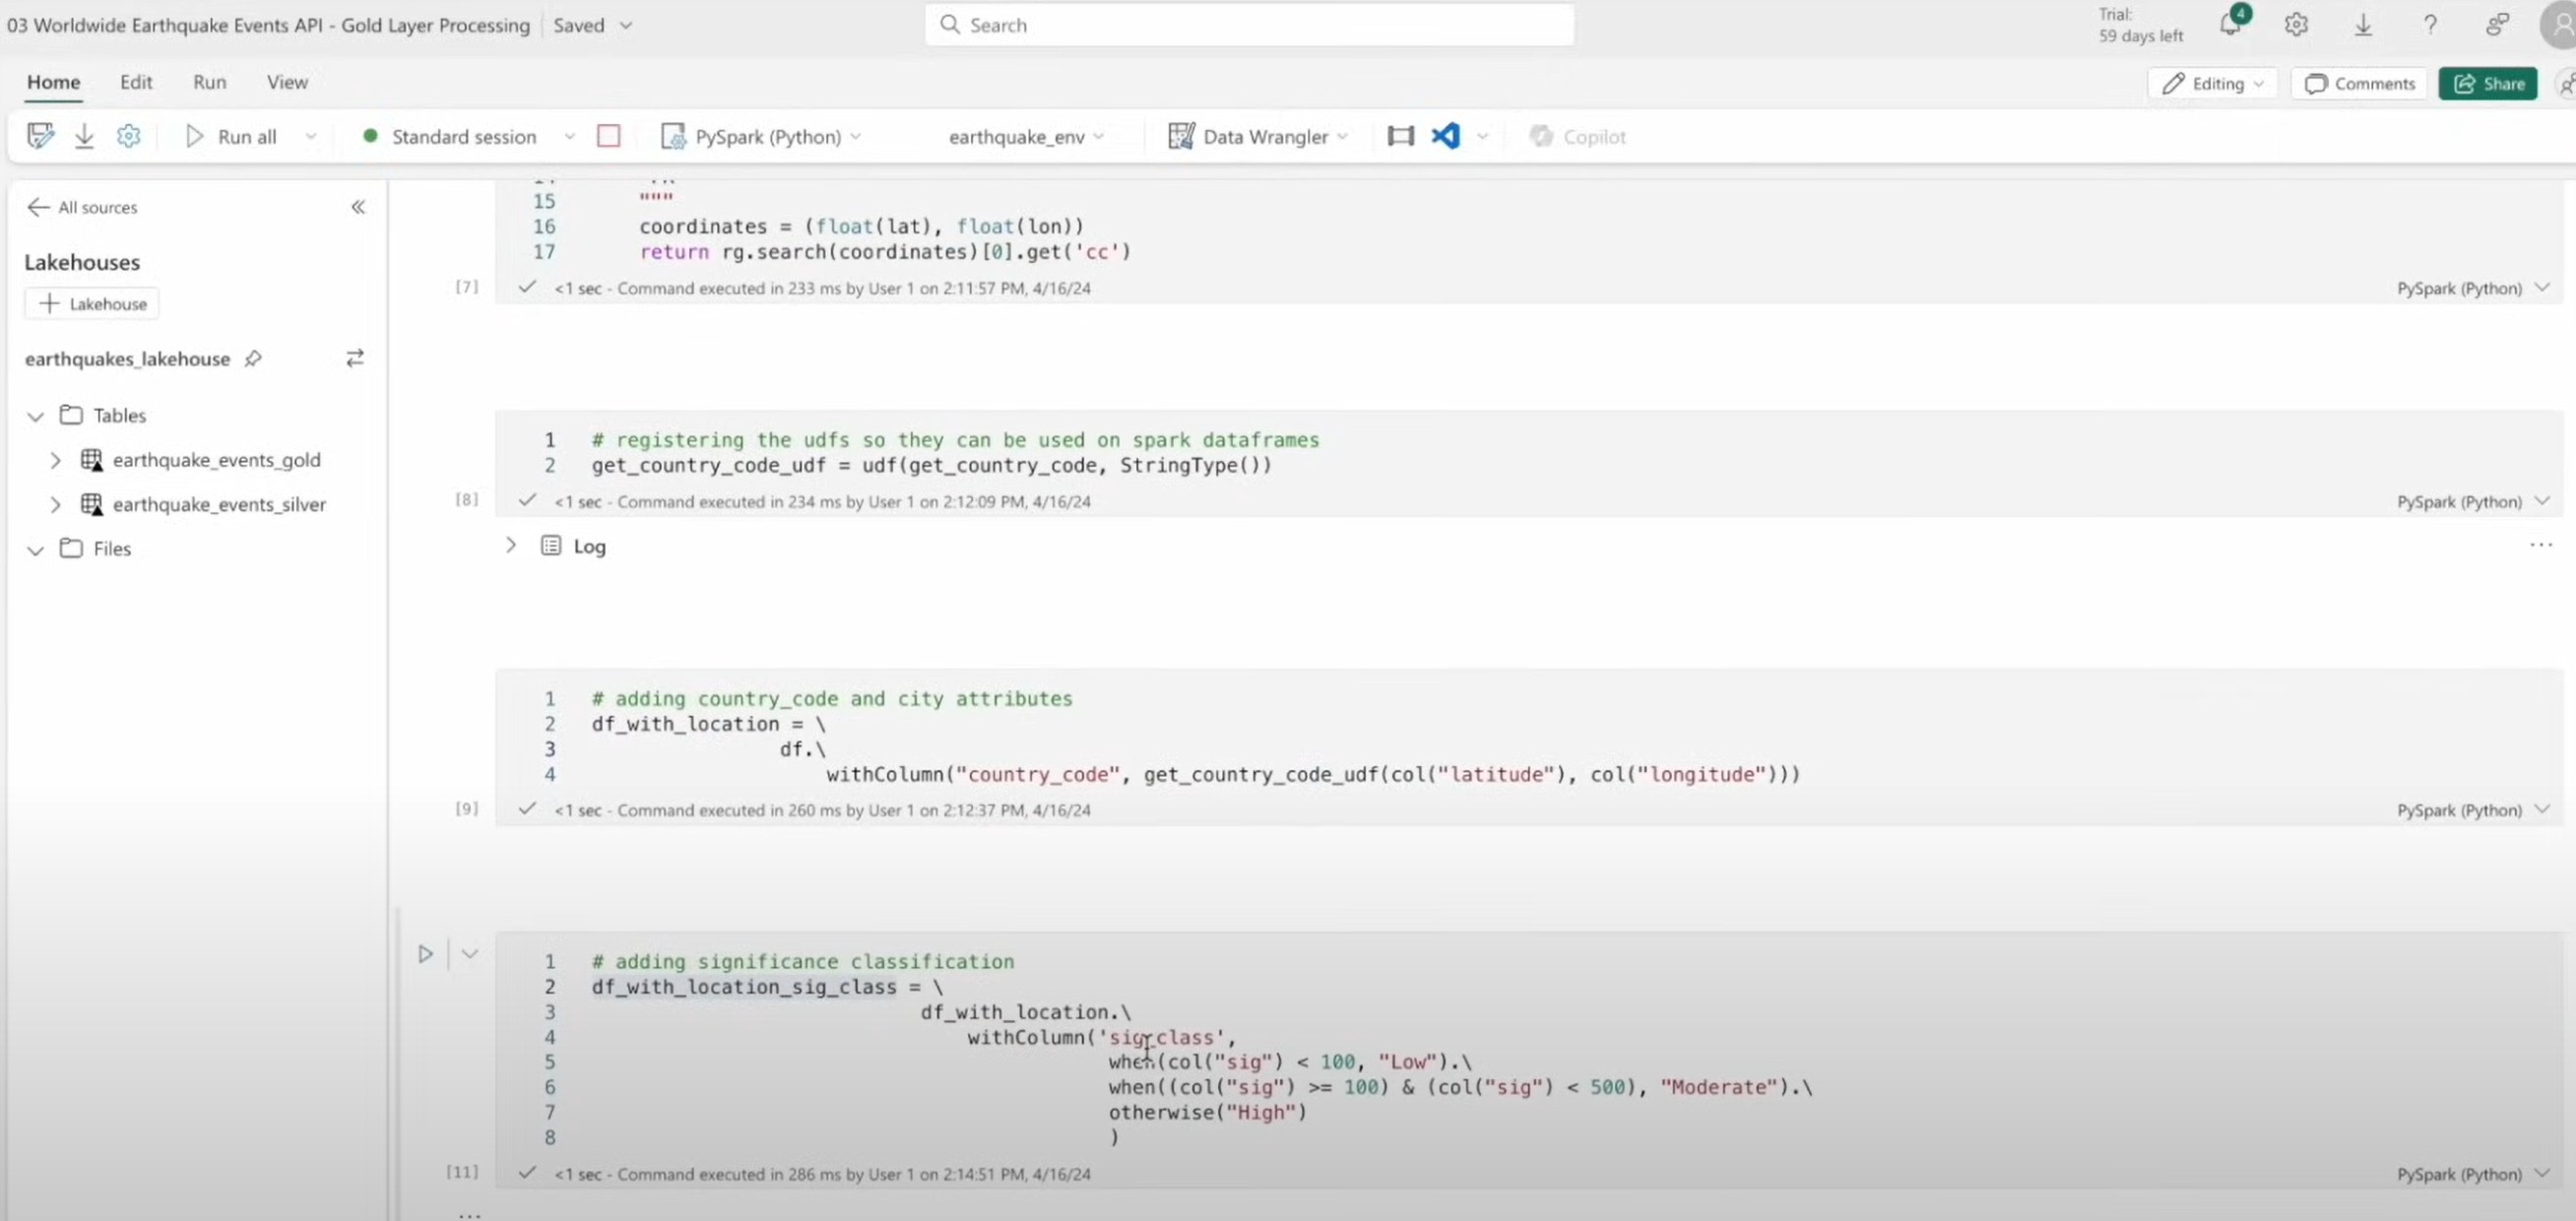 03 Worldwide Earthquake Events API - Gold Layer Processing Saved
Search
Trial:
59 days left
4
Home Edit Run View
Editing Comments Share
Run all Standard session PySpark (Python) earthquake_env Data Wrangler Copilot
All sources
Lakehouses
Lakehouse
earthquakes_lakehouse
Tables
earthquake_events_gold
earthquake_events_silver
Files
15 """
16 coordinates = (float(lat), float(lon))
17 return rg.search(coordinates)[0].get('cc')
[7] <1 sec - Command executed in 233 ms by User 1 on 2:11:57 PM, 4/16/24 PySpark (Python)
1 # registering the udfs so they can be used on spark dataframes
2 get_country_code_udf = udf(get_country_code, StringType())
[8] <1 sec - Command executed in 234 ms by User 1 on 2:12:09 PM, 4/16/24 PySpark (Python)
Log
1 # adding country_code and city attributes
2 df_with_location = \
3 df.\
4 withColumn("country_code", get_country_code_udf(col("latitude"), col("longitude")))
[9] <1 sec - Command executed in 260 ms by User 1 on 2:12:37 PM, 4/16/24 PySpark (Python)
1 # adding significance classification
2 df_with_location_sig_class = \
3 df_with_location.\
4 withColumn('sig_class',
5 when(col("sig") < 100, "Low").\
6 when((col("sig") >= 100) & (col("sig") < 500), "Moderate").\
7 otherwise("High")
8 )
[11] <1 sec - Command executed in 286 ms by User 1 on 2:14:51 PM, 4/16/24 PySpark (Python)